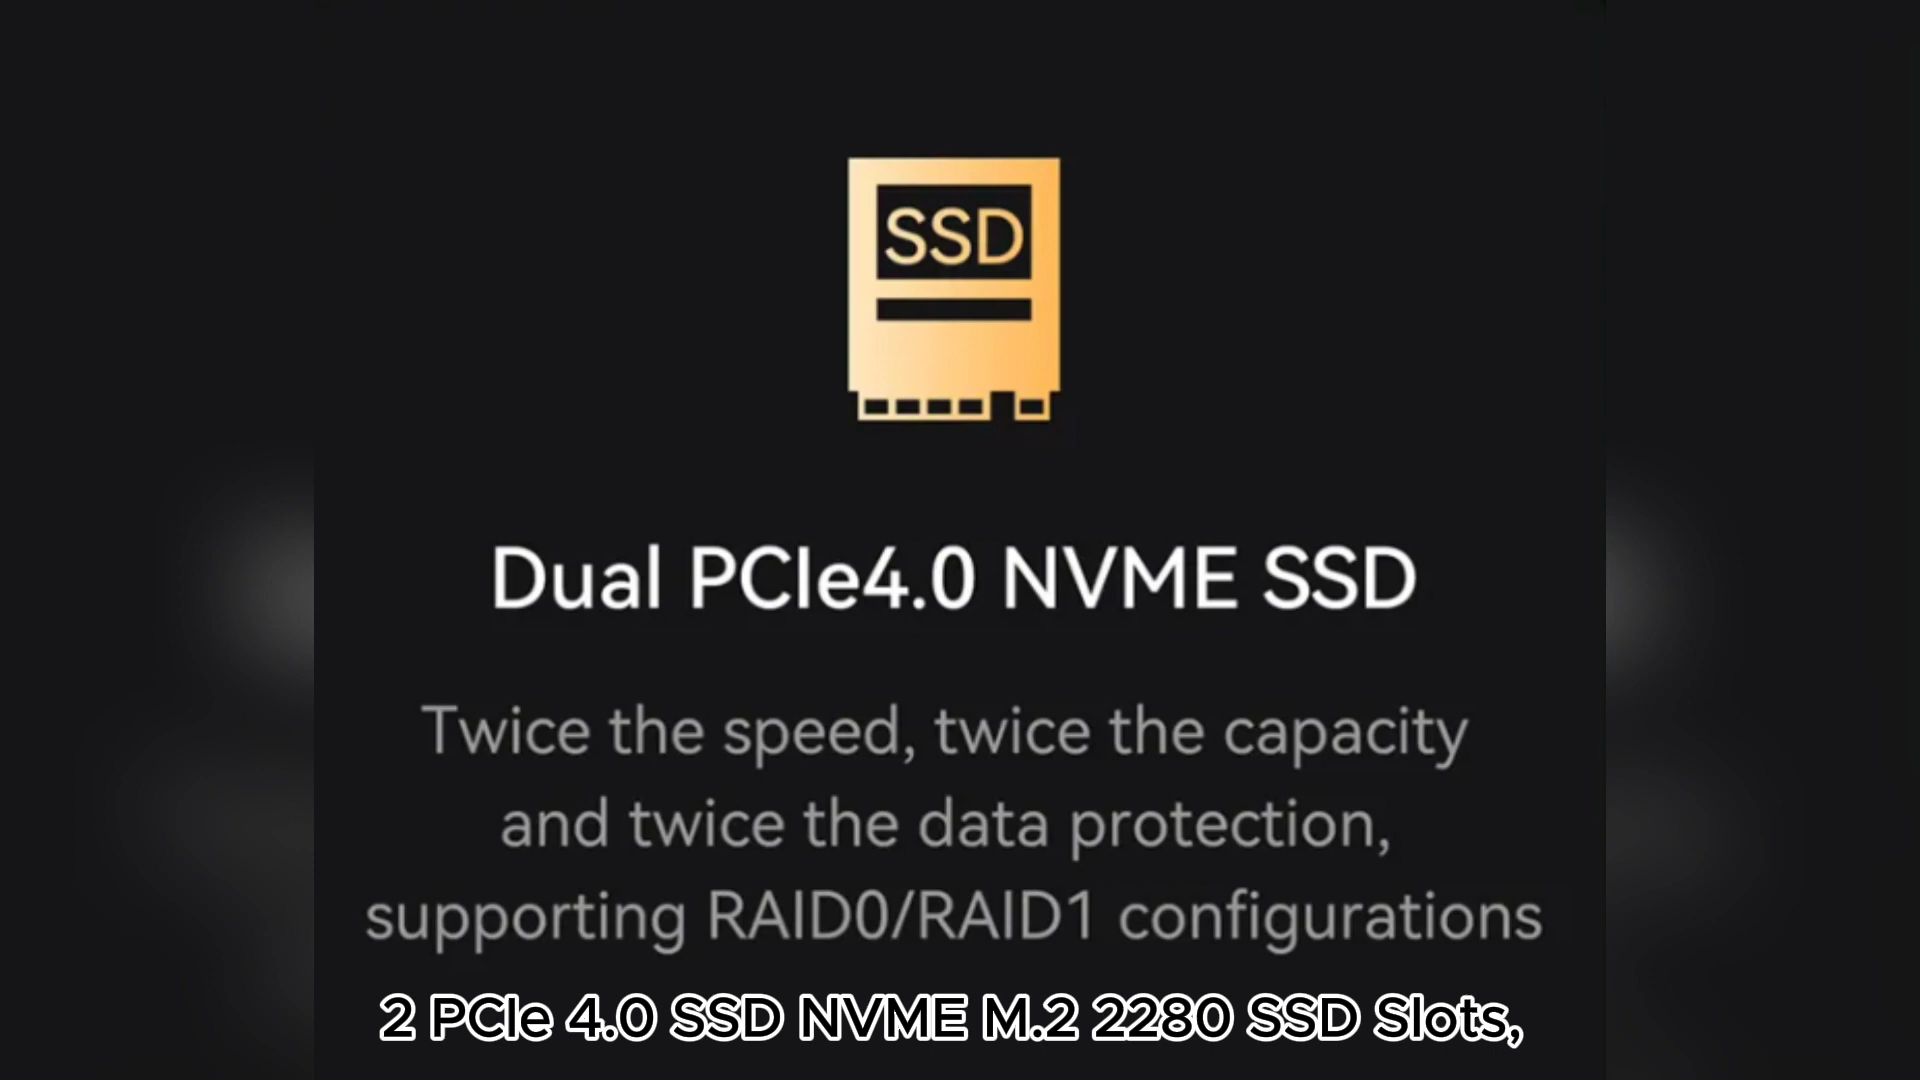 SSD
Dual PCIe4.0 NVME SSD
Twice the speed, twice the capacity
and twice the data protection,
supporting RAID0/RAID1 configurations
2 PCIe 4.0 SSD NVME M.2 2280 SSD Slots,